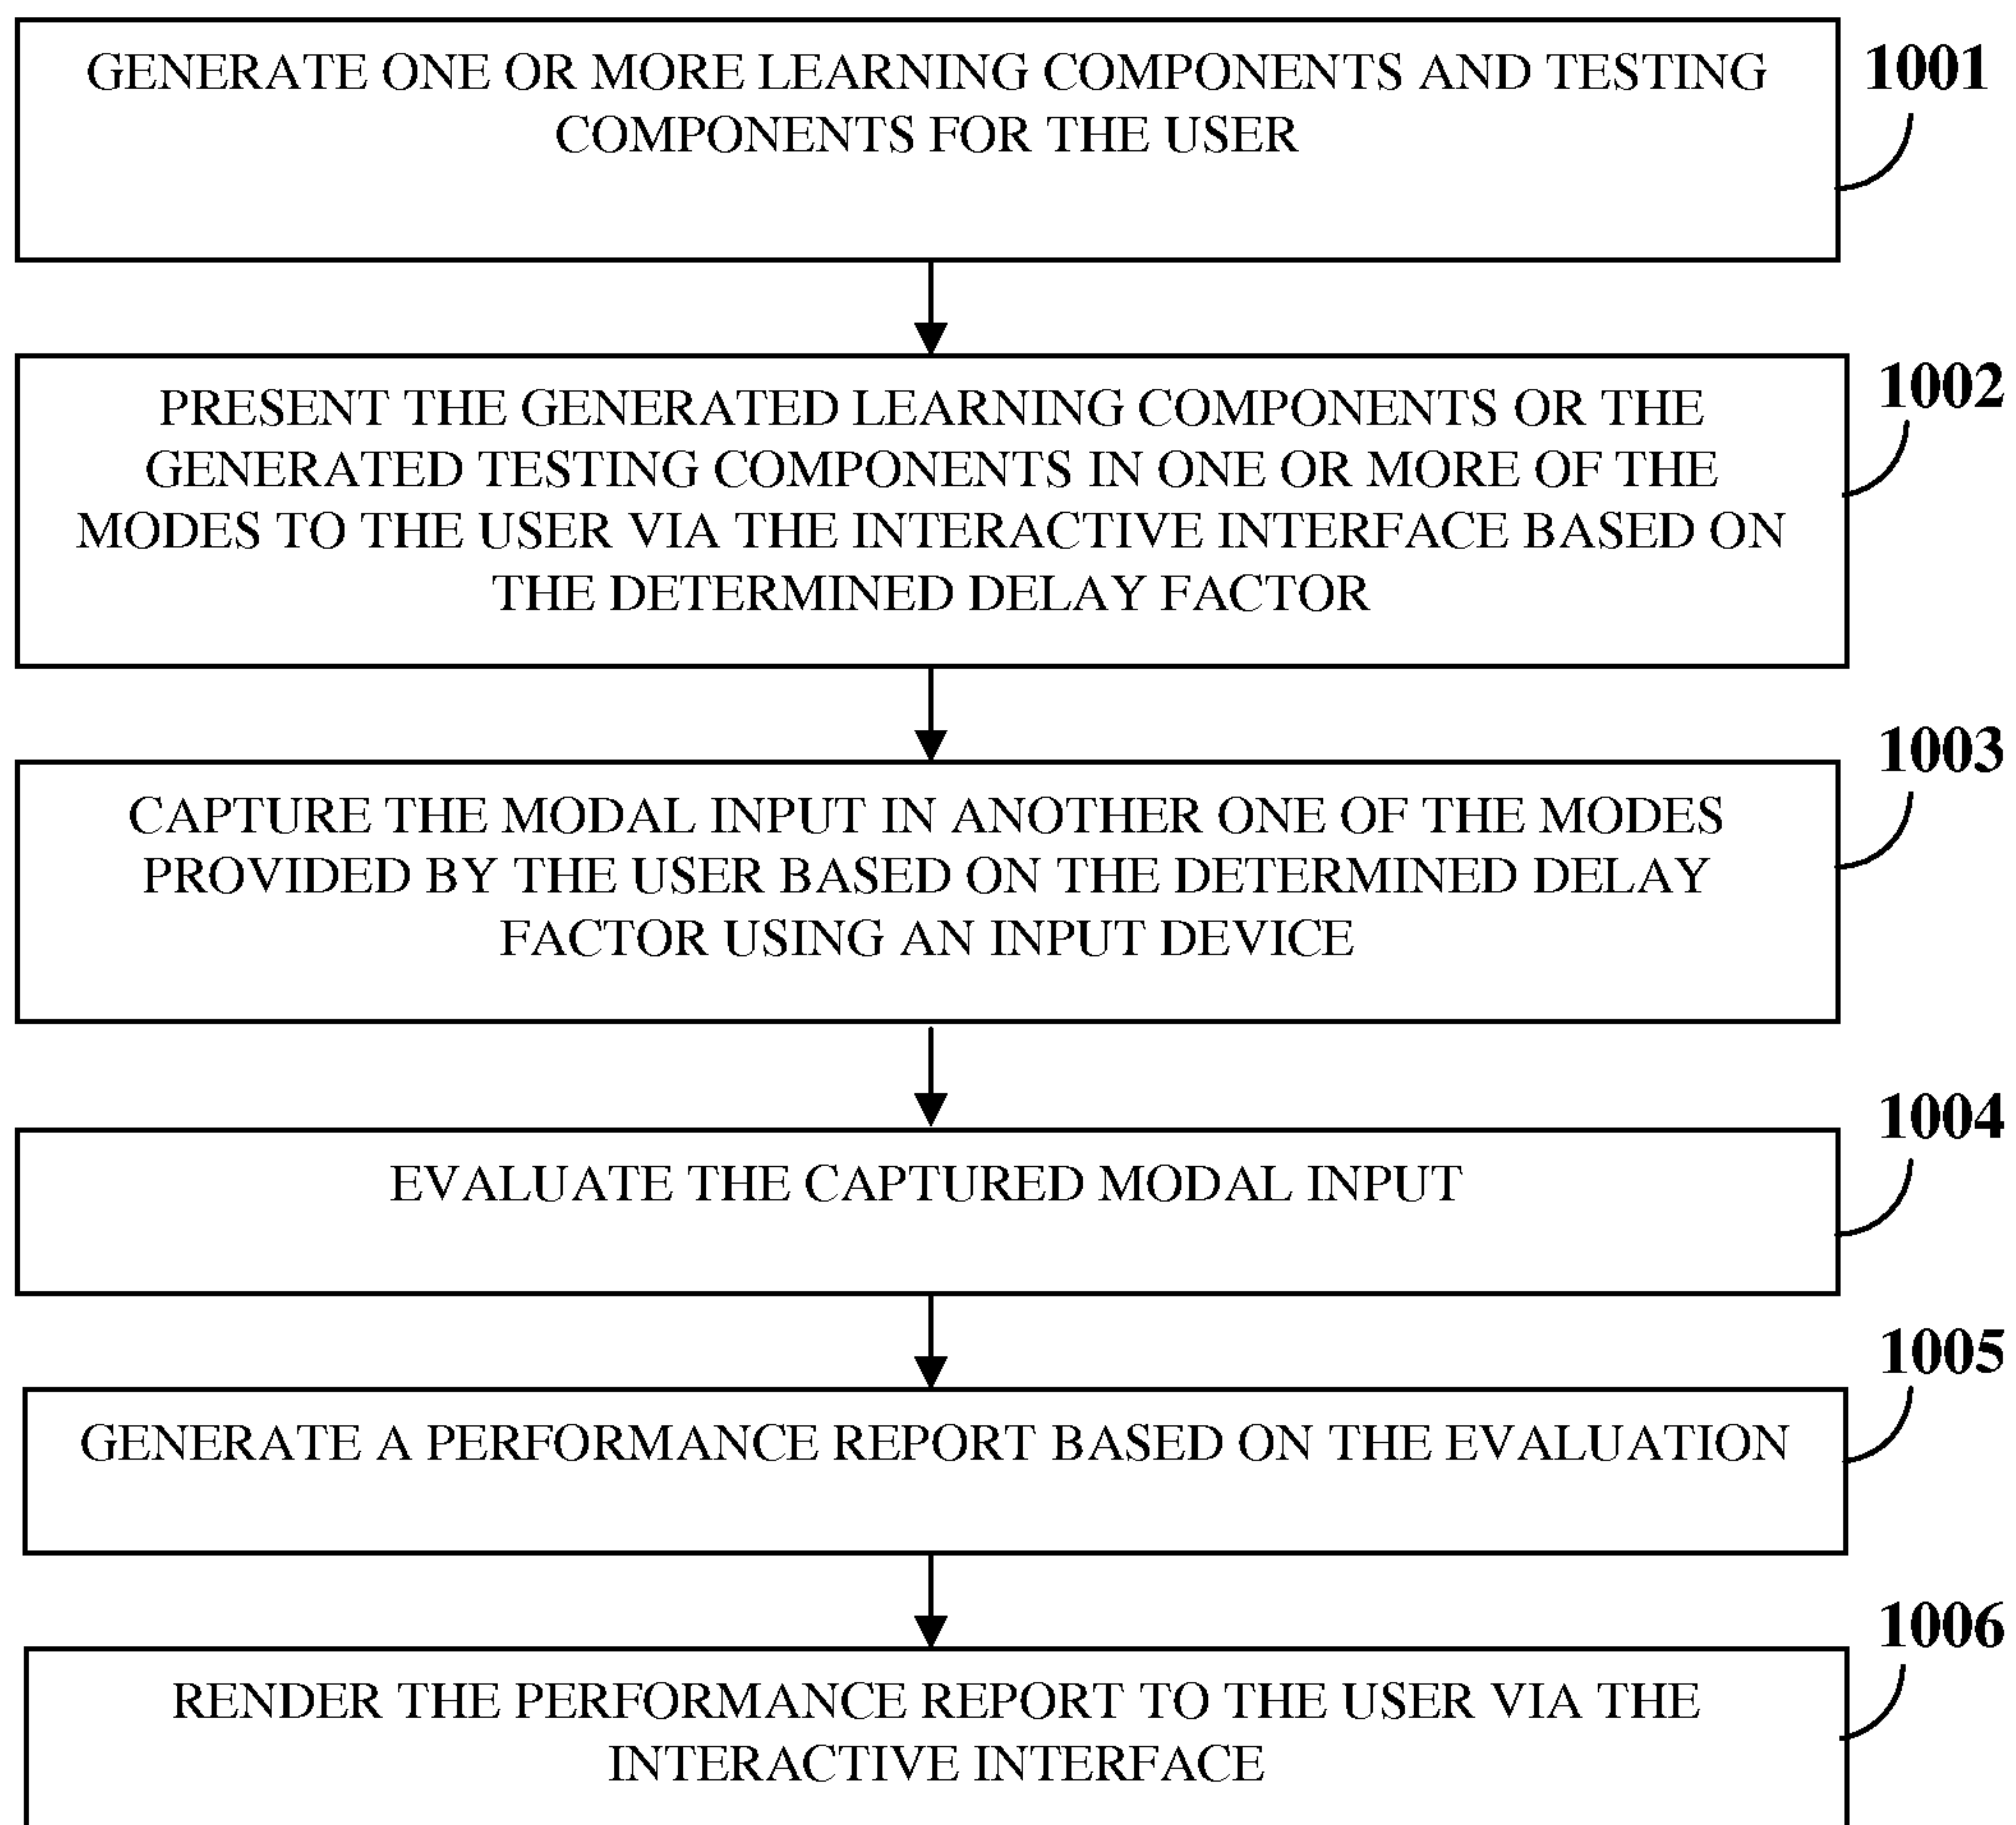 GENERATE ONE OR MORE LEARNING COMPONENTS AND TESTING
COMPONENTS FOR THE USER
1001
PRESENT THE GENERATED LEARNING COMPONENTS OR THE
GENERATED TESTING COMPONENTS IN ONE OR MORE OF THE
MODES TO THE USER VIA THE INTERACTIVE INTERFACE BASED ON
THE DETERMINED DELAY FACTOR
1002
CAPTURE THE MODAL INPUT IN ANOTHER ONE OF THE MODES
PROVIDED BY THE USER BASED ON THE DETERMINED DELAY
FACTOR USING AN INPUT DEVICE
1003
EVALUATE THE CAPTURED MODAL INPUT
1004
GENERATE A PERFORMANCE REPORT BASED ON THE EVALUATION
1005
RENDER THE PERFORMANCE REPORT TO THE USER VIA THE
INTERACTIVE INTERFACE
1006